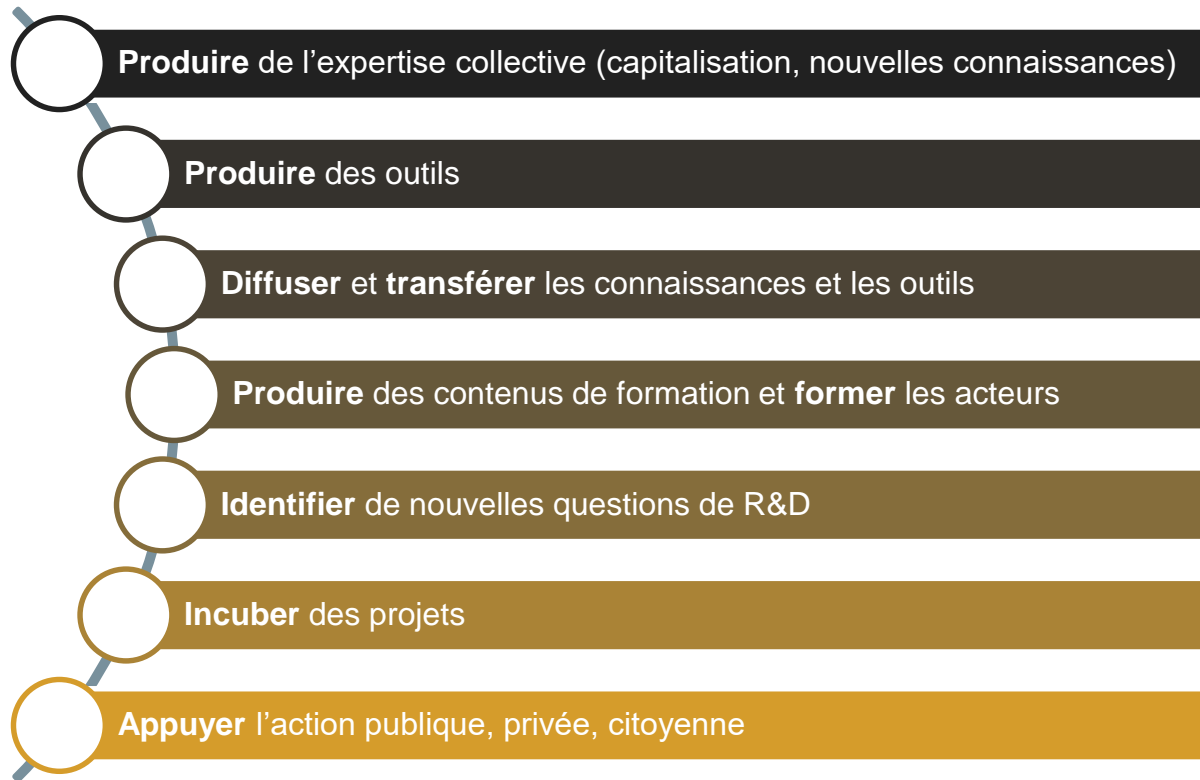 Produire de l’expertise collective (capitalisation, nouvelles connaissances)
Produire des outils
Diffuser et transférer les connaissances et les outils
Produire des contenus de formation et former les acteurs
Identifier de nouvelles questions de R&D
Incuber des projets
Appuyer l’action publique, privée, citoyenne